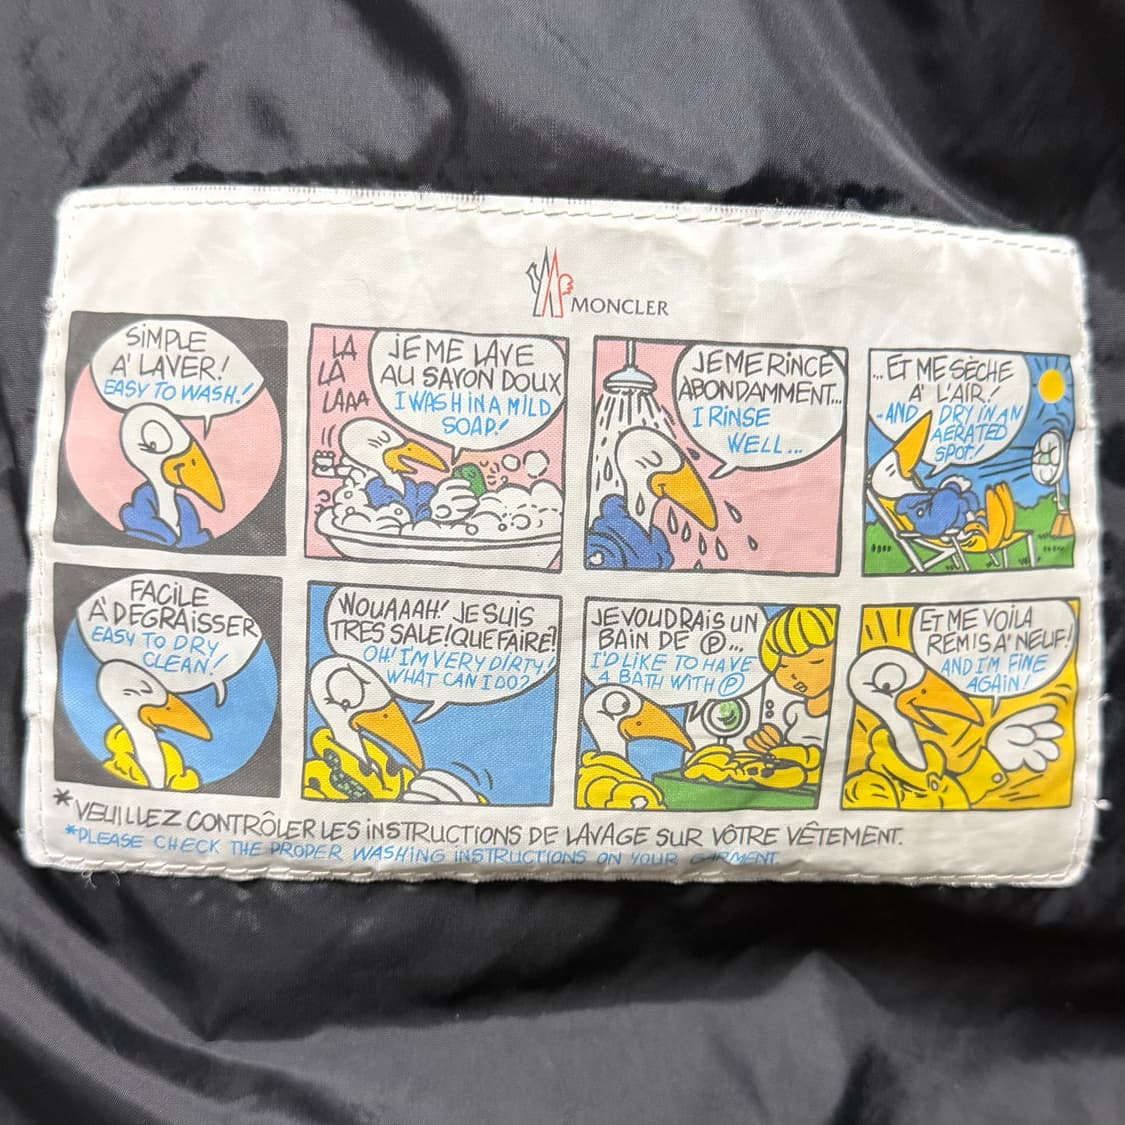 MONCLER
SiMPLE
A' LAVER!
EASY TO WASH!
LA
LA
LAAA
JE ME LAVE
AU SAVON DOUX
I WASH IN A MILD
SOAP!
JE ME RiNCE
ABONDAMMENT...
I RINSE
WELL...
...ET ME SÈCHE
A' L'AIR!
-AND DRY IN AN
AERATED
SPOT!
FACILE
A' DEGRAiSSER
EASY TO DRY
CLEAN!
WOUAAAH! JE SUIS
TRES SALE! QUE FAIRE?
OH! I'M VERY DIRTY!
WHAT CAN I DO?
JE VOUDRAiS UN
BAIN DE Ⓟ...
I'D LIKE TO HAVE
A BATH WITH Ⓟ
ET ME VOILA
REMIS A' NEUF!
AND I'M FINE
AGAIN!
*VEUILLEZ CONTRÔLER LES iNSTRUCTiONS DE LAVAGE SUR VÔTRE VÊTEMENT.
*PLEASE CHECK THE PROPER WASHING INSTRUCTIONS ON YOUR GARMENT.